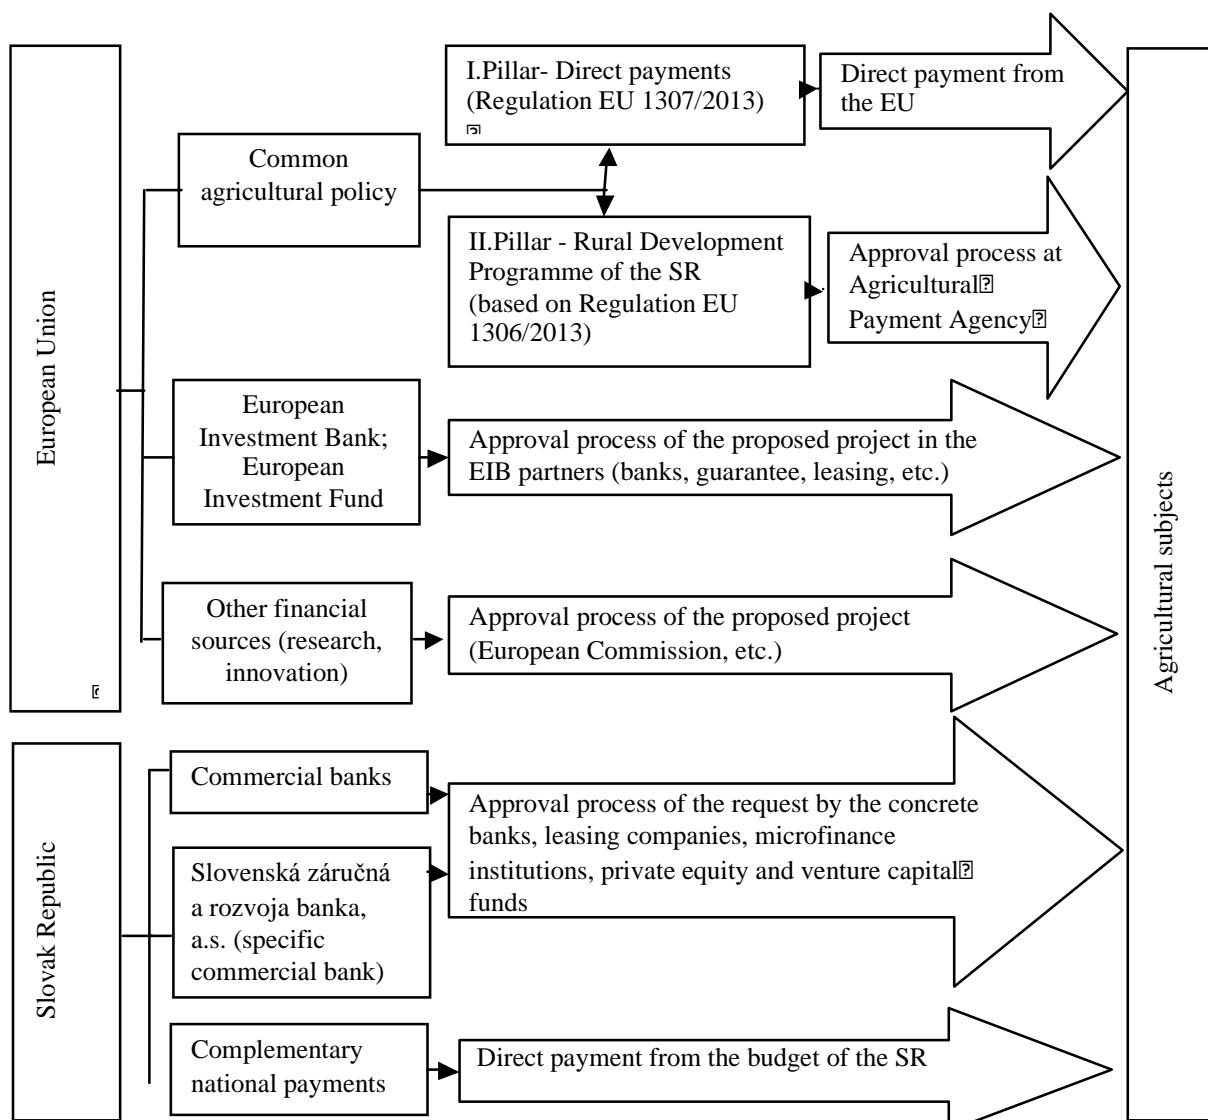 European Union
Common
agricultural policy
I.Pillar- Direct payments
(Regulation EU 1307/2013)
Direct payment from
the EU
II.Pillar - Rural Development
Programme of the SR
(based on Regulation EU
1306/2013)
Approval process at
Agricultural
Payment Agency
European
Investment Bank;
European
Investment Fund
Approval process of the proposed project in the
EIB partners (banks, guarantee, leasing, etc.)
Other financial
sources (research,
innovation)
Approval process of the proposed project
(European Commission, etc.)
Slovak Republic
Commercial banks
Slovenská záručná
a rozvoja banka,
a.s. (specific
commercial bank)
Approval process of the request by the concrete
banks, leasing companies, microfinance
institutions, private equity and venture capital
funds
Complementary
national payments
Direct payment from the budget of the SR
Agricultural subjects